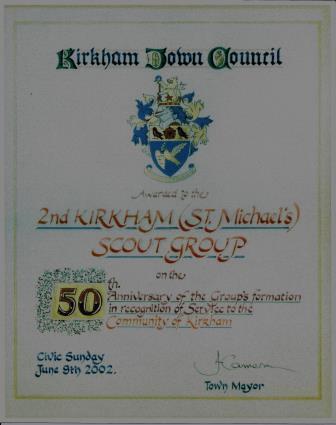 Kirkham Town Council
Awarded to the
2nd KIRKHAM (ST. Michael's)
SCOUT GROUP
on the
50th.
Anniversary of the Group's formation
in recognition of Service to the
Community of Kirkham
Civic Sunday
June 9th 2002.
Town Mayor